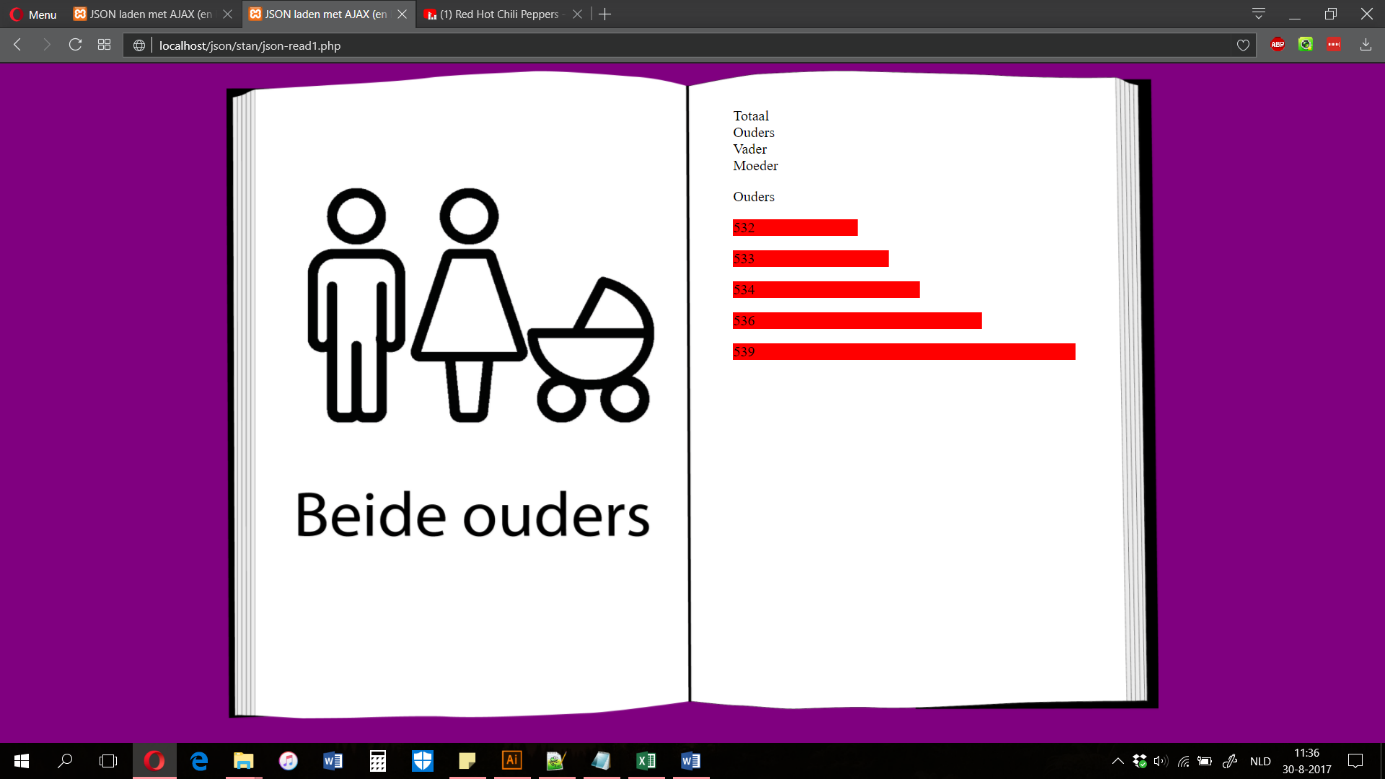 Menu
JSON laden met AJAX (en
JSON laden met AJAX (en
(1) Red Hot Chili Peppers -
localhost/json/stan/json-read1.php
ABP
Beide ouders
Totaal
Ouders
Vader
Moeder
Ouders
532
533
534
536
539
Ai
NLD
11:36
30-8-2017